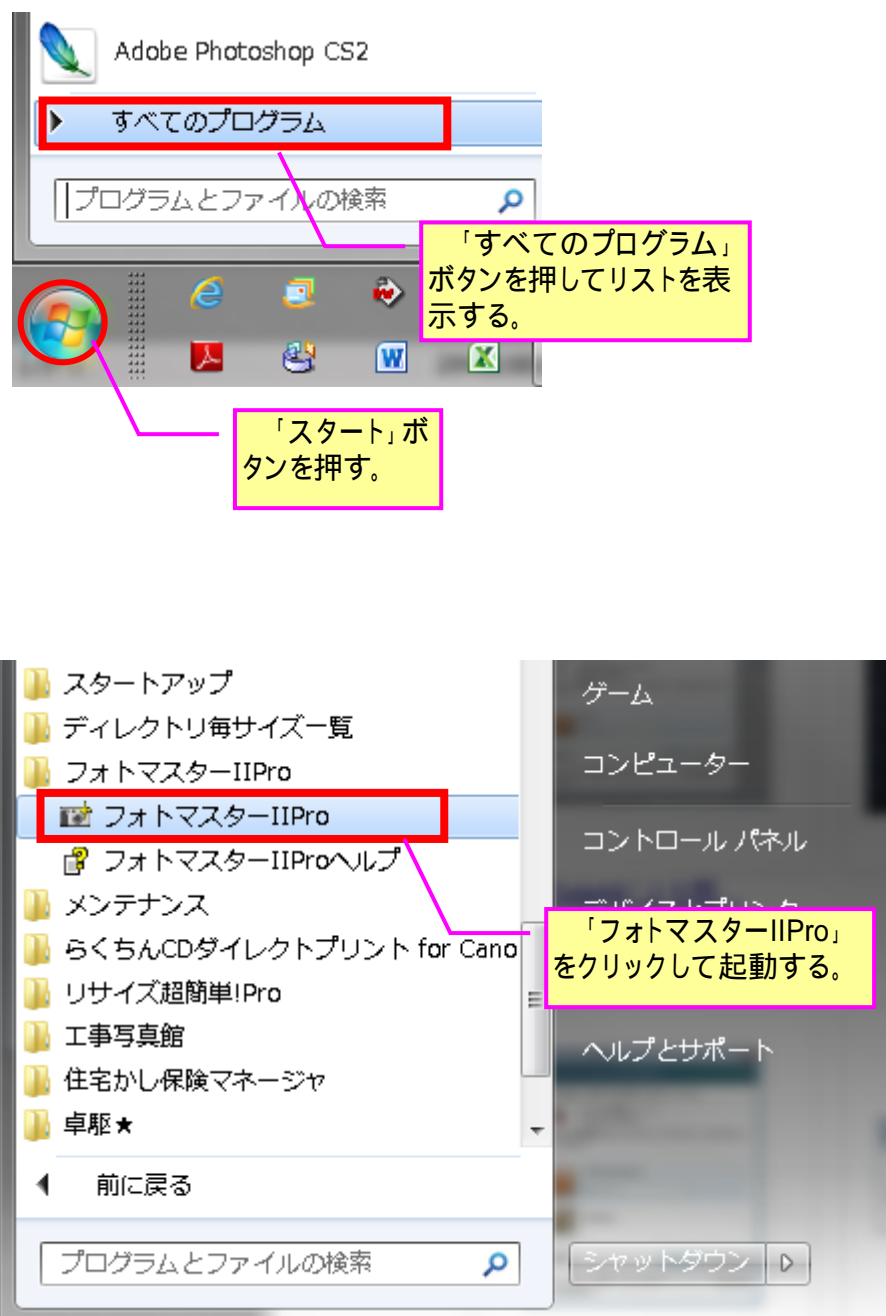 Adobe Photoshop CS2
すべてのプログラム
プログラムとファイルの検索
「すべてのプログラム」
ボタンを押してリストを表
示する。
「スタート」ボ
タンを押す。
スタートアップ
ディレクトリ毎サイズ一覧
フォトマスターIIPro
フォトマスターIIPro
フォトマスターIIProヘルプ
メンテナンス
らくちんCDダイレクトプリント for Cano
リサイズ超簡単!Pro
工事写真館
住宅かし保険マネージャ
卓駆★
前に戻る
プログラムとファイルの検索
ゲーム
コンピューター
コントロール パネル
デバイスとプリンター
「フォトマスターIIPro」
をクリックして起動する。
ヘルプとサポート
シャットダウン